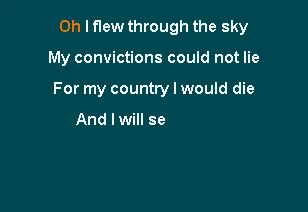 Oh I flew through the sky
My convictions could not lie
For my country I would die
And I will se